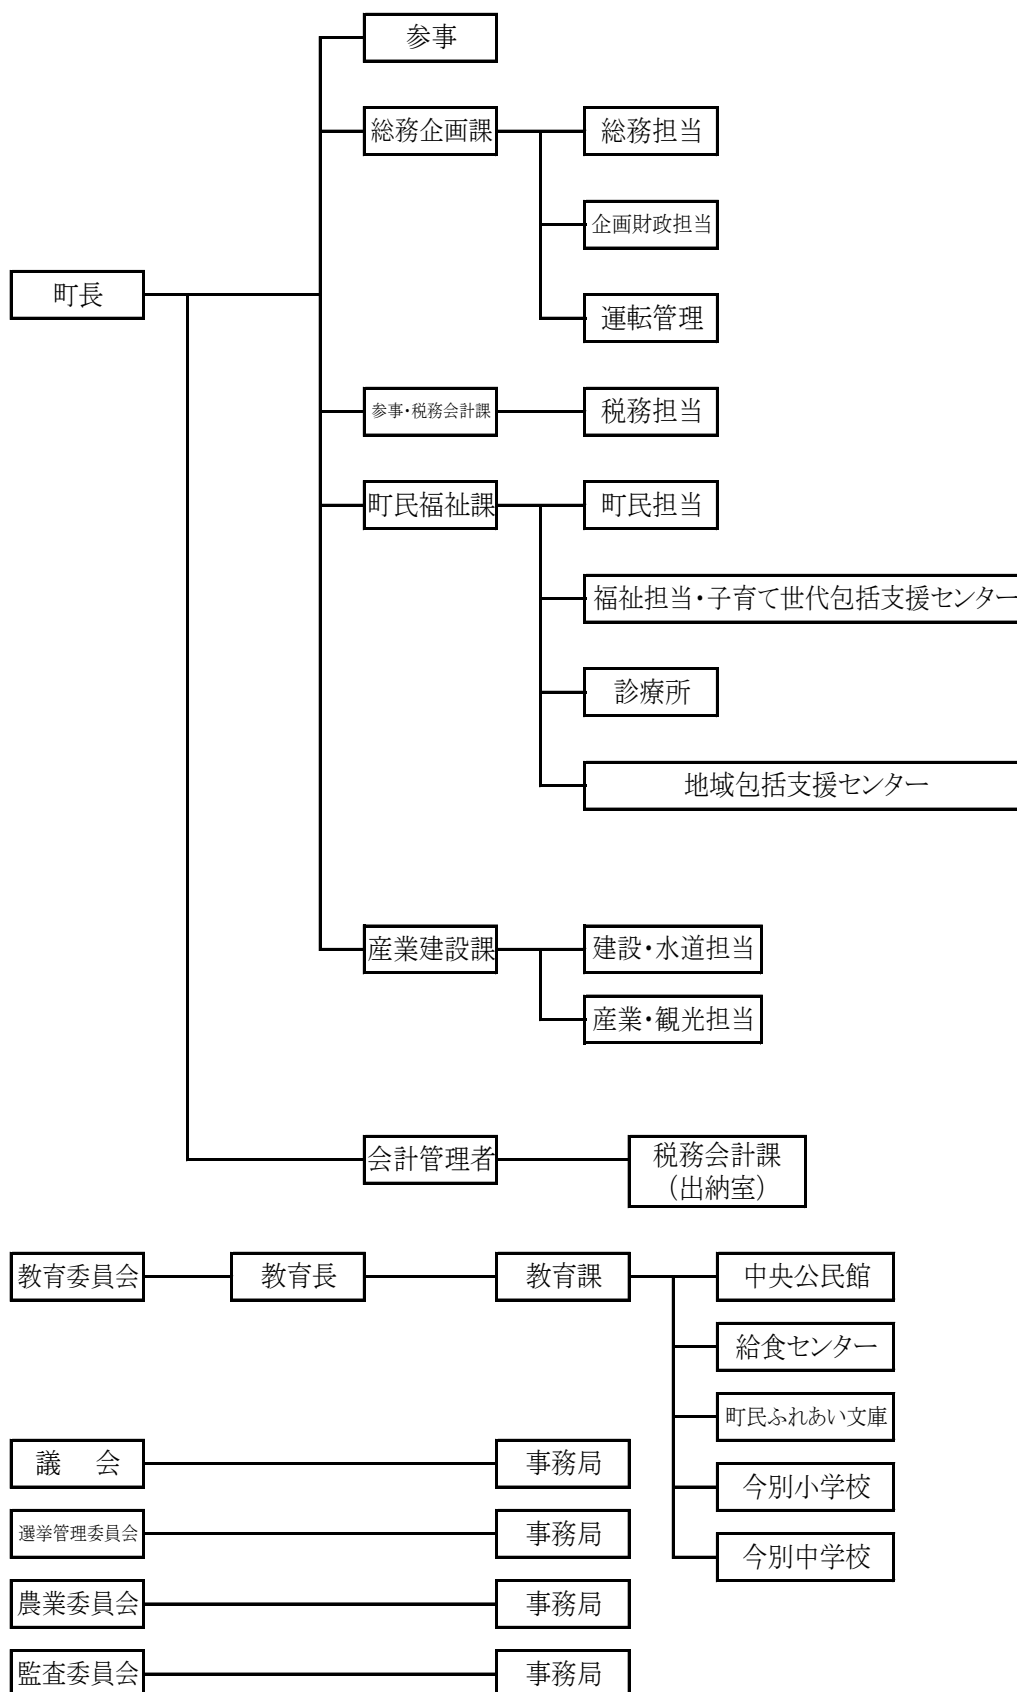 参事
総務企画課
総務担当
企画財政担当
町長
運転管理
参事・税務会計課
税務担当
町民福祉課
町民担当
福祉担当・子育て世代包括支援センター
診療所
地域包括支援センター
産業建設課
建設・水道担当
産業・観光担当
会計管理者
税務会計課
（出納室）
教育委員会
教育長
教育課
中央公民館
給食センター
町民ふれあい文庫
議　会
事務局
今別小学校
選挙管理委員会
事務局
今別中学校
農業委員会
事務局
監査委員会
事務局